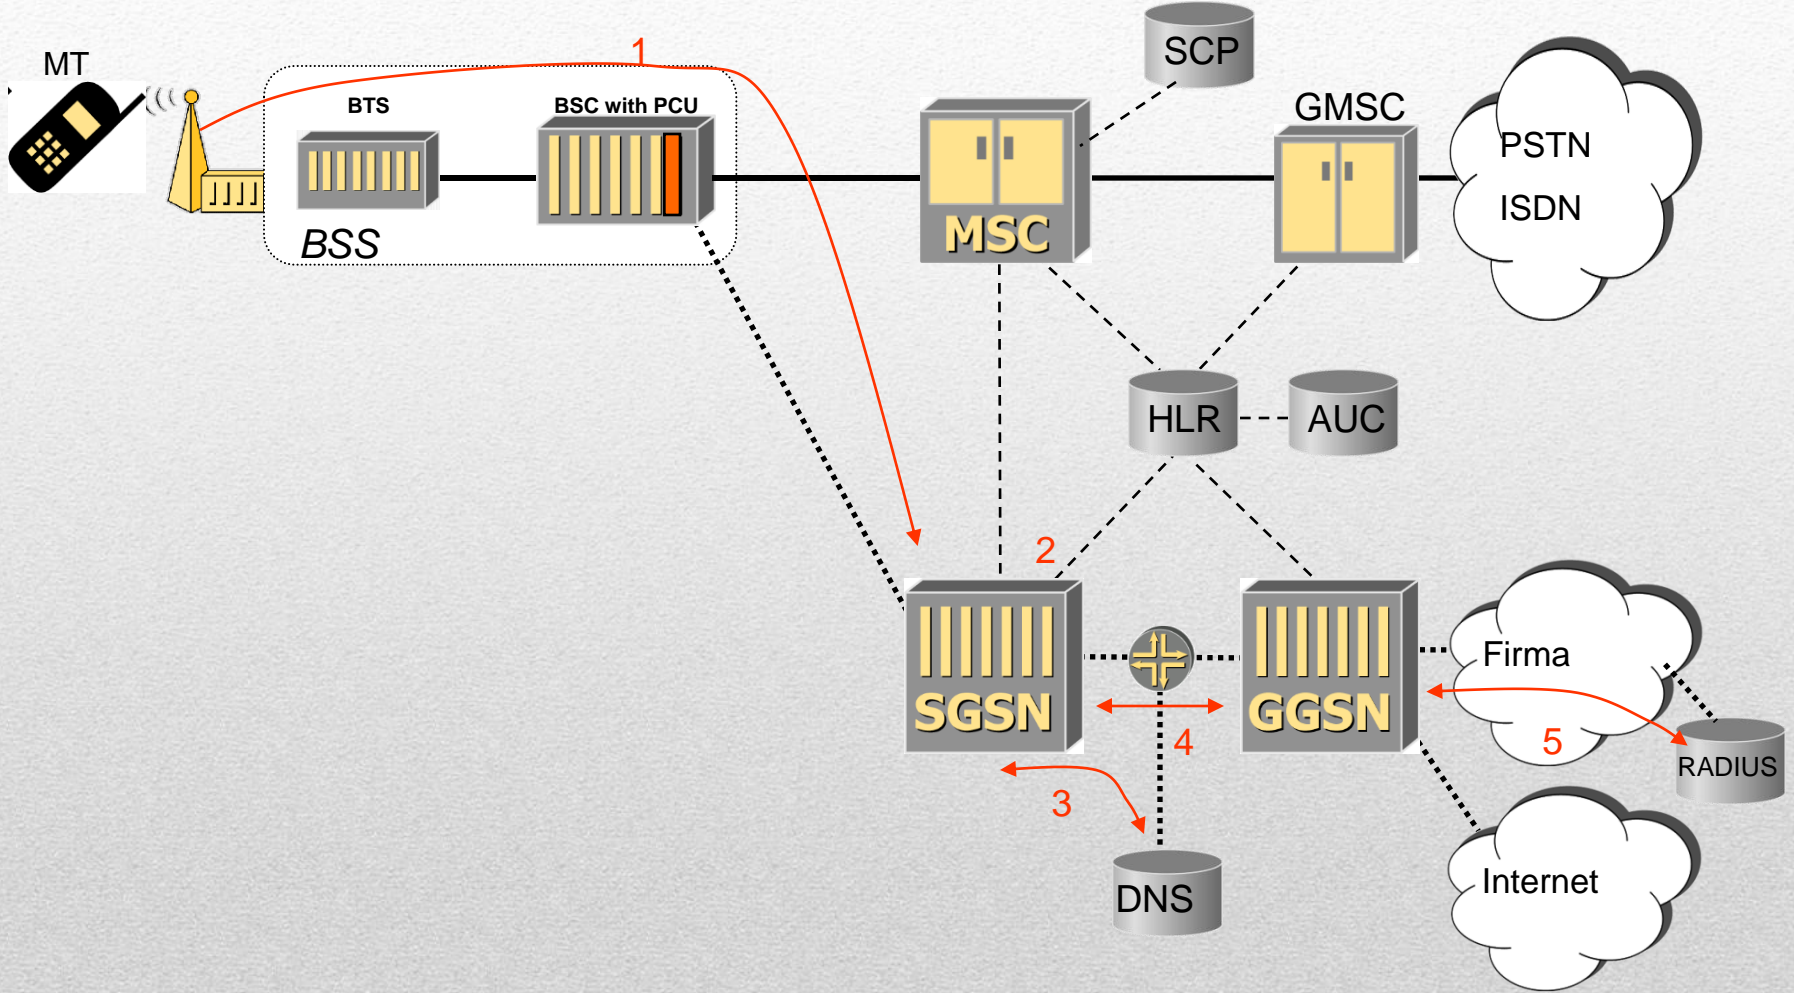 SCP
1
MT
GMSC
BTS
BSC with PCU
PSTN
ISDN
BSS
MSC
HLR
AUC
2
Firma
SGSN
GGSN
4
5
RADIUS
3
DNS
Internet